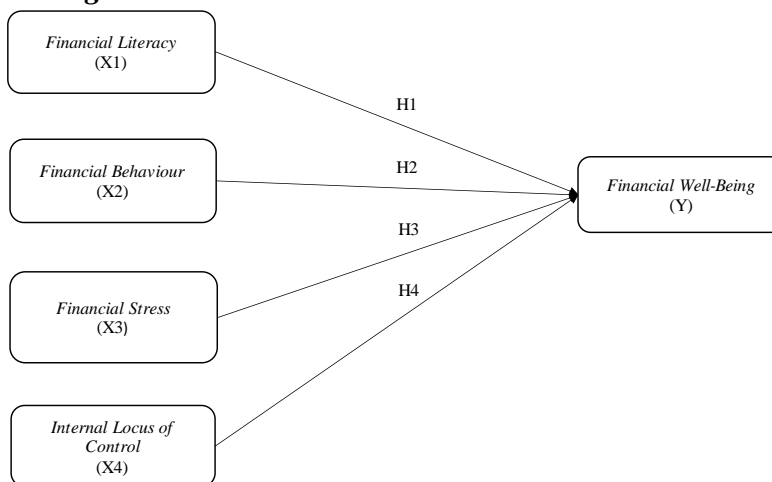 Financial Literacy
(X1)
H1
Financial Behaviour
(X2)
H2
Financial Well-Being
(Y)
H3
H4
Financial Stress
(X3)
Internal Locus of
Control
(X4)